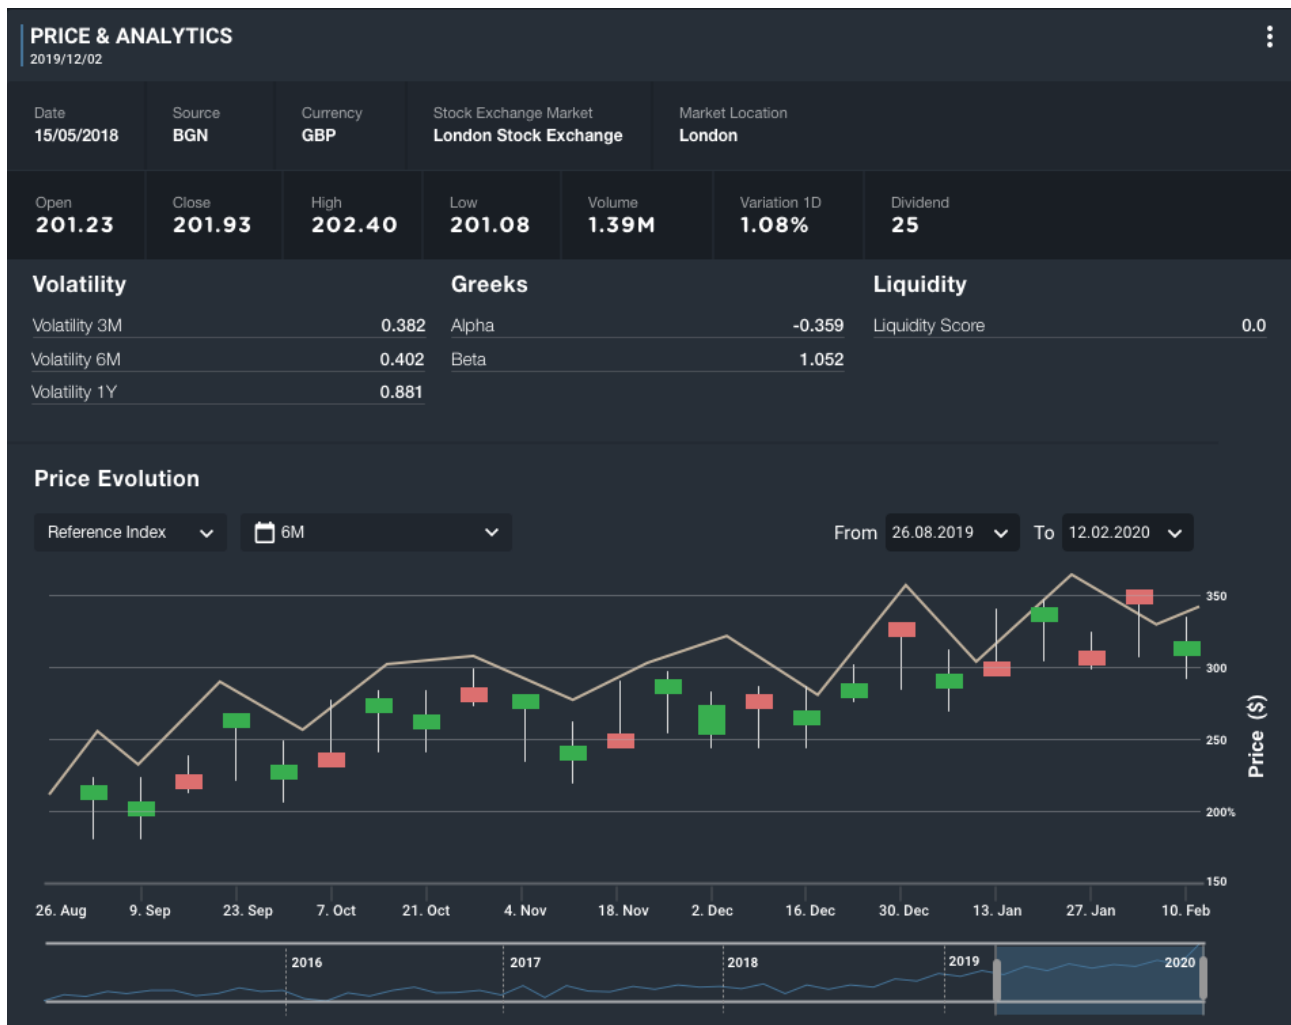 PRICE & ANALYTICS
2019/12/02
Date Source Currency Stock Exchange Market Market Location
15/05/2018 BGN GBP London Stock Exchange London
Open Close High Low Volume Variation 1D Dividend
201.23 201.93 202.40 201.08 1.39M 1.08% 25
Volatility Greeks Liquidity
Volatility 3M 0.382 Alpha -0.359 Liquidity Score 0.0
Volatility 6M 0.402 Beta 1.052
Volatility 1Y 0.881
Price Evolution
Reference Index 6M From 26.08.2019 To 12.02.2020
350
300
250
200%
150
Price ($)
26. Aug 9. Sep 23. Sep 7. Oct 21. Oct 4. Nov 18. Nov 2. Dec 16. Dec 30. Dec 13. Jan 27. Jan 10. Feb
2016 2017 2018 2019 2020